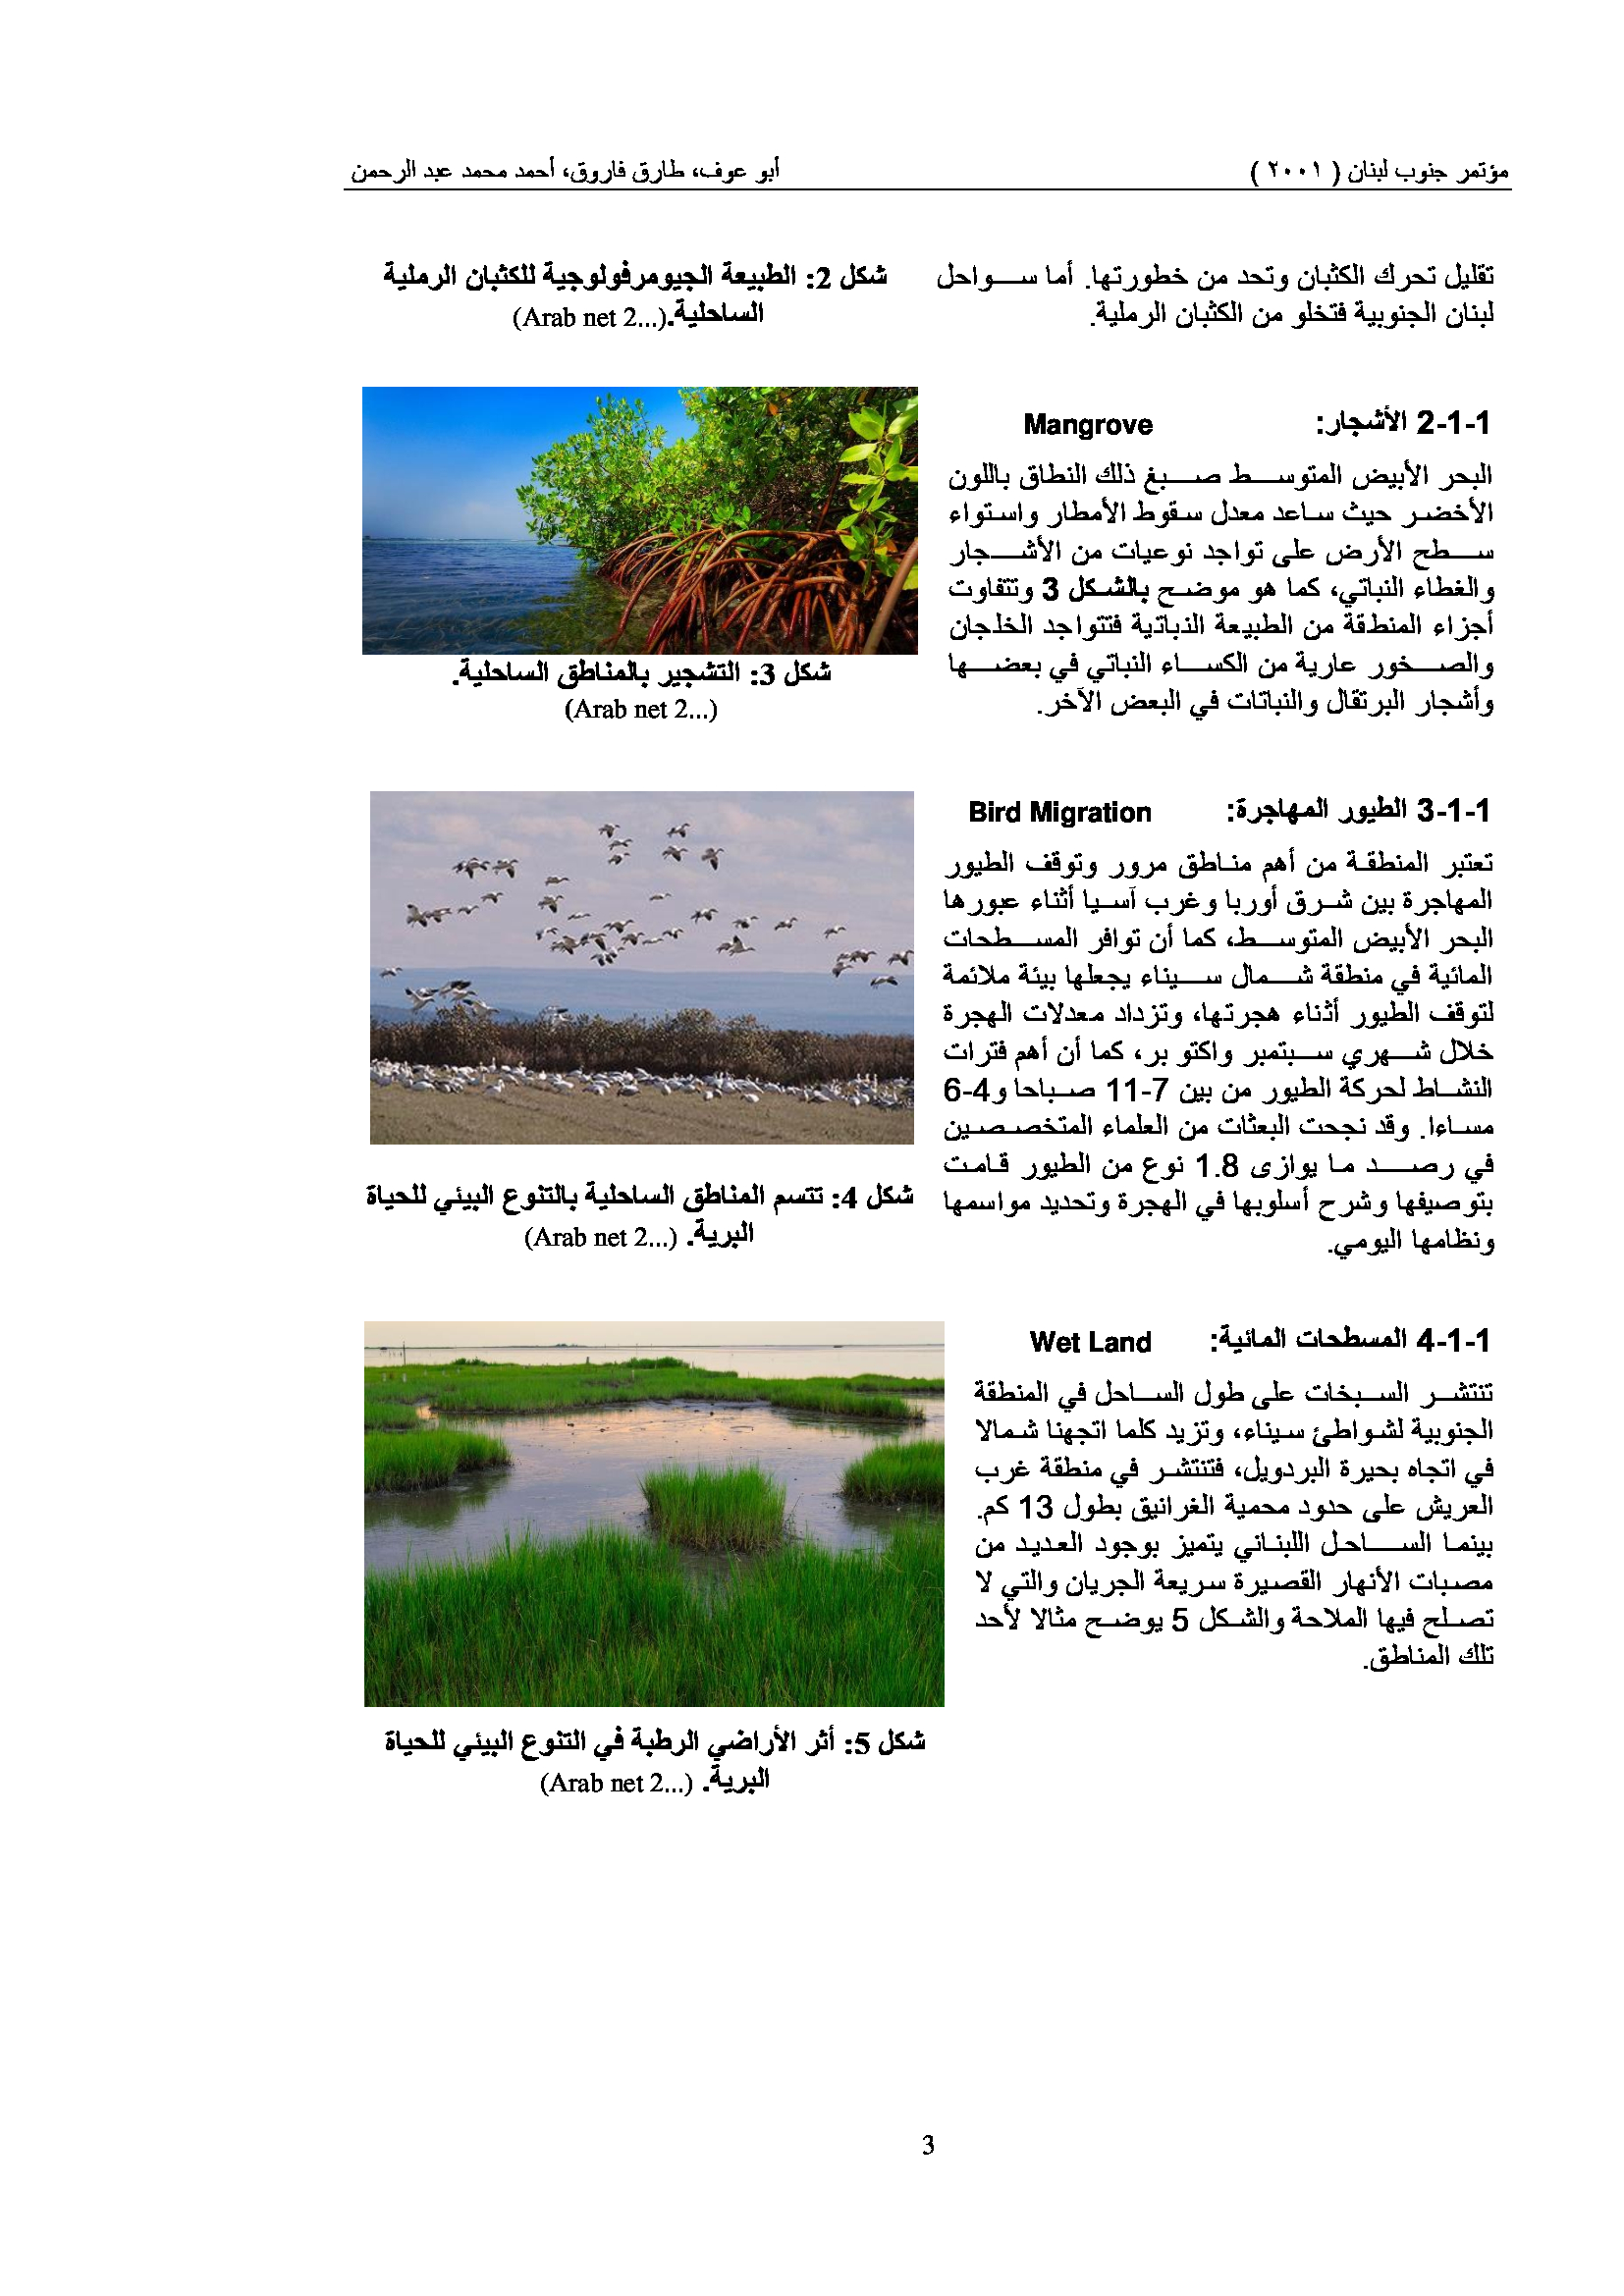 مؤتمر جنوب لبنان ( ٢٠٠١ )
أبو عوف، طارق فاروق، أحمد محمد عبد الرحمن
تقليل تحرك الكثبان وتحد من خطورتها. أما سواحل
لبنان الجنوبية فتخلو من الكثبان الرملية.
شكل 2: الطبيعة الجيومرفولوجية للكثبان الرملية
الساحلية.(Arab net 2...)
2-1-1 الأشجار: Mangrove
البحر الأبيض المتوسط صبغ ذلك النطاق باللون
الأخضر حيث ساعد معدل سقوط الأمطار واستواء
سطح الأرض على تواجد نوعيات من الأشجار
والغطاء النباتي، كما هو موضح بالشكل 3 وتتفاوت
أجزاء المنطقة من الطبيعة النباتية فتتواجد الخلجان
والصخور عارية من الكساء النباتي في بعضها
وأشجار البرتقال والنباتات في البعض الآخر.
شكل 3: التشجير بالمناطق الساحلية.
(Arab net 2...)
3-1-1 الطيور المهاجرة: Bird Migration
تعتبر المنطقة من أهم مناطق مرور وتوقف الطيور
المهاجرة بين شرق أوربا وغرب آسيا أثناء عبورها
البحر الأبيض المتوسط، كما أن توافر المسطحات
المائية في منطقة شمال سيناء يجعلها بيئة ملائمة
لتوقف الطيور أثناء هجرتها، وتزداد معدلات الهجرة
خلال شهري سبتمبر واكتو بر، كما أن أهم فترات
النشاط لحركة الطيور من بين 7-11 صباحا و4-6
مساءا. وقد نجحت البعثات من العلماء المتخصصين
في رصد ما يوازى 1.8 نوع من الطيور قامت
بتوصيفها وشرح أسلوبها في الهجرة وتحديد مواسمها
ونظامها اليومي.
شكل 4: تتسم المناطق الساحلية بالتنوع البيئي للحياة
البرية. (Arab net 2...)
4-1-1 المسطحات المائية: Wet Land
تنتشر السبخات على طول الساحل في المنطقة
الجنوبية لشواطئ سيناء، وتزيد كلما اتجهنا شمالا
في اتجاه بحيرة البردويل، فتنتشر في منطقة غرب
العريش على حدود محمية الغرانيق بطول 13 كم.
بينما الساحل اللبناني يتميز بوجود العديد من
مصبات الأنهار القصيرة سريعة الجريان والتي لا
تصلح فيها الملاحة والشكل 5 يوضح مثالا لأحد
تلك المناطق.
شكل 5: أثر الأراضي الرطبة في التنوع البيئي للحياة
البرية. (Arab net 2...)
3